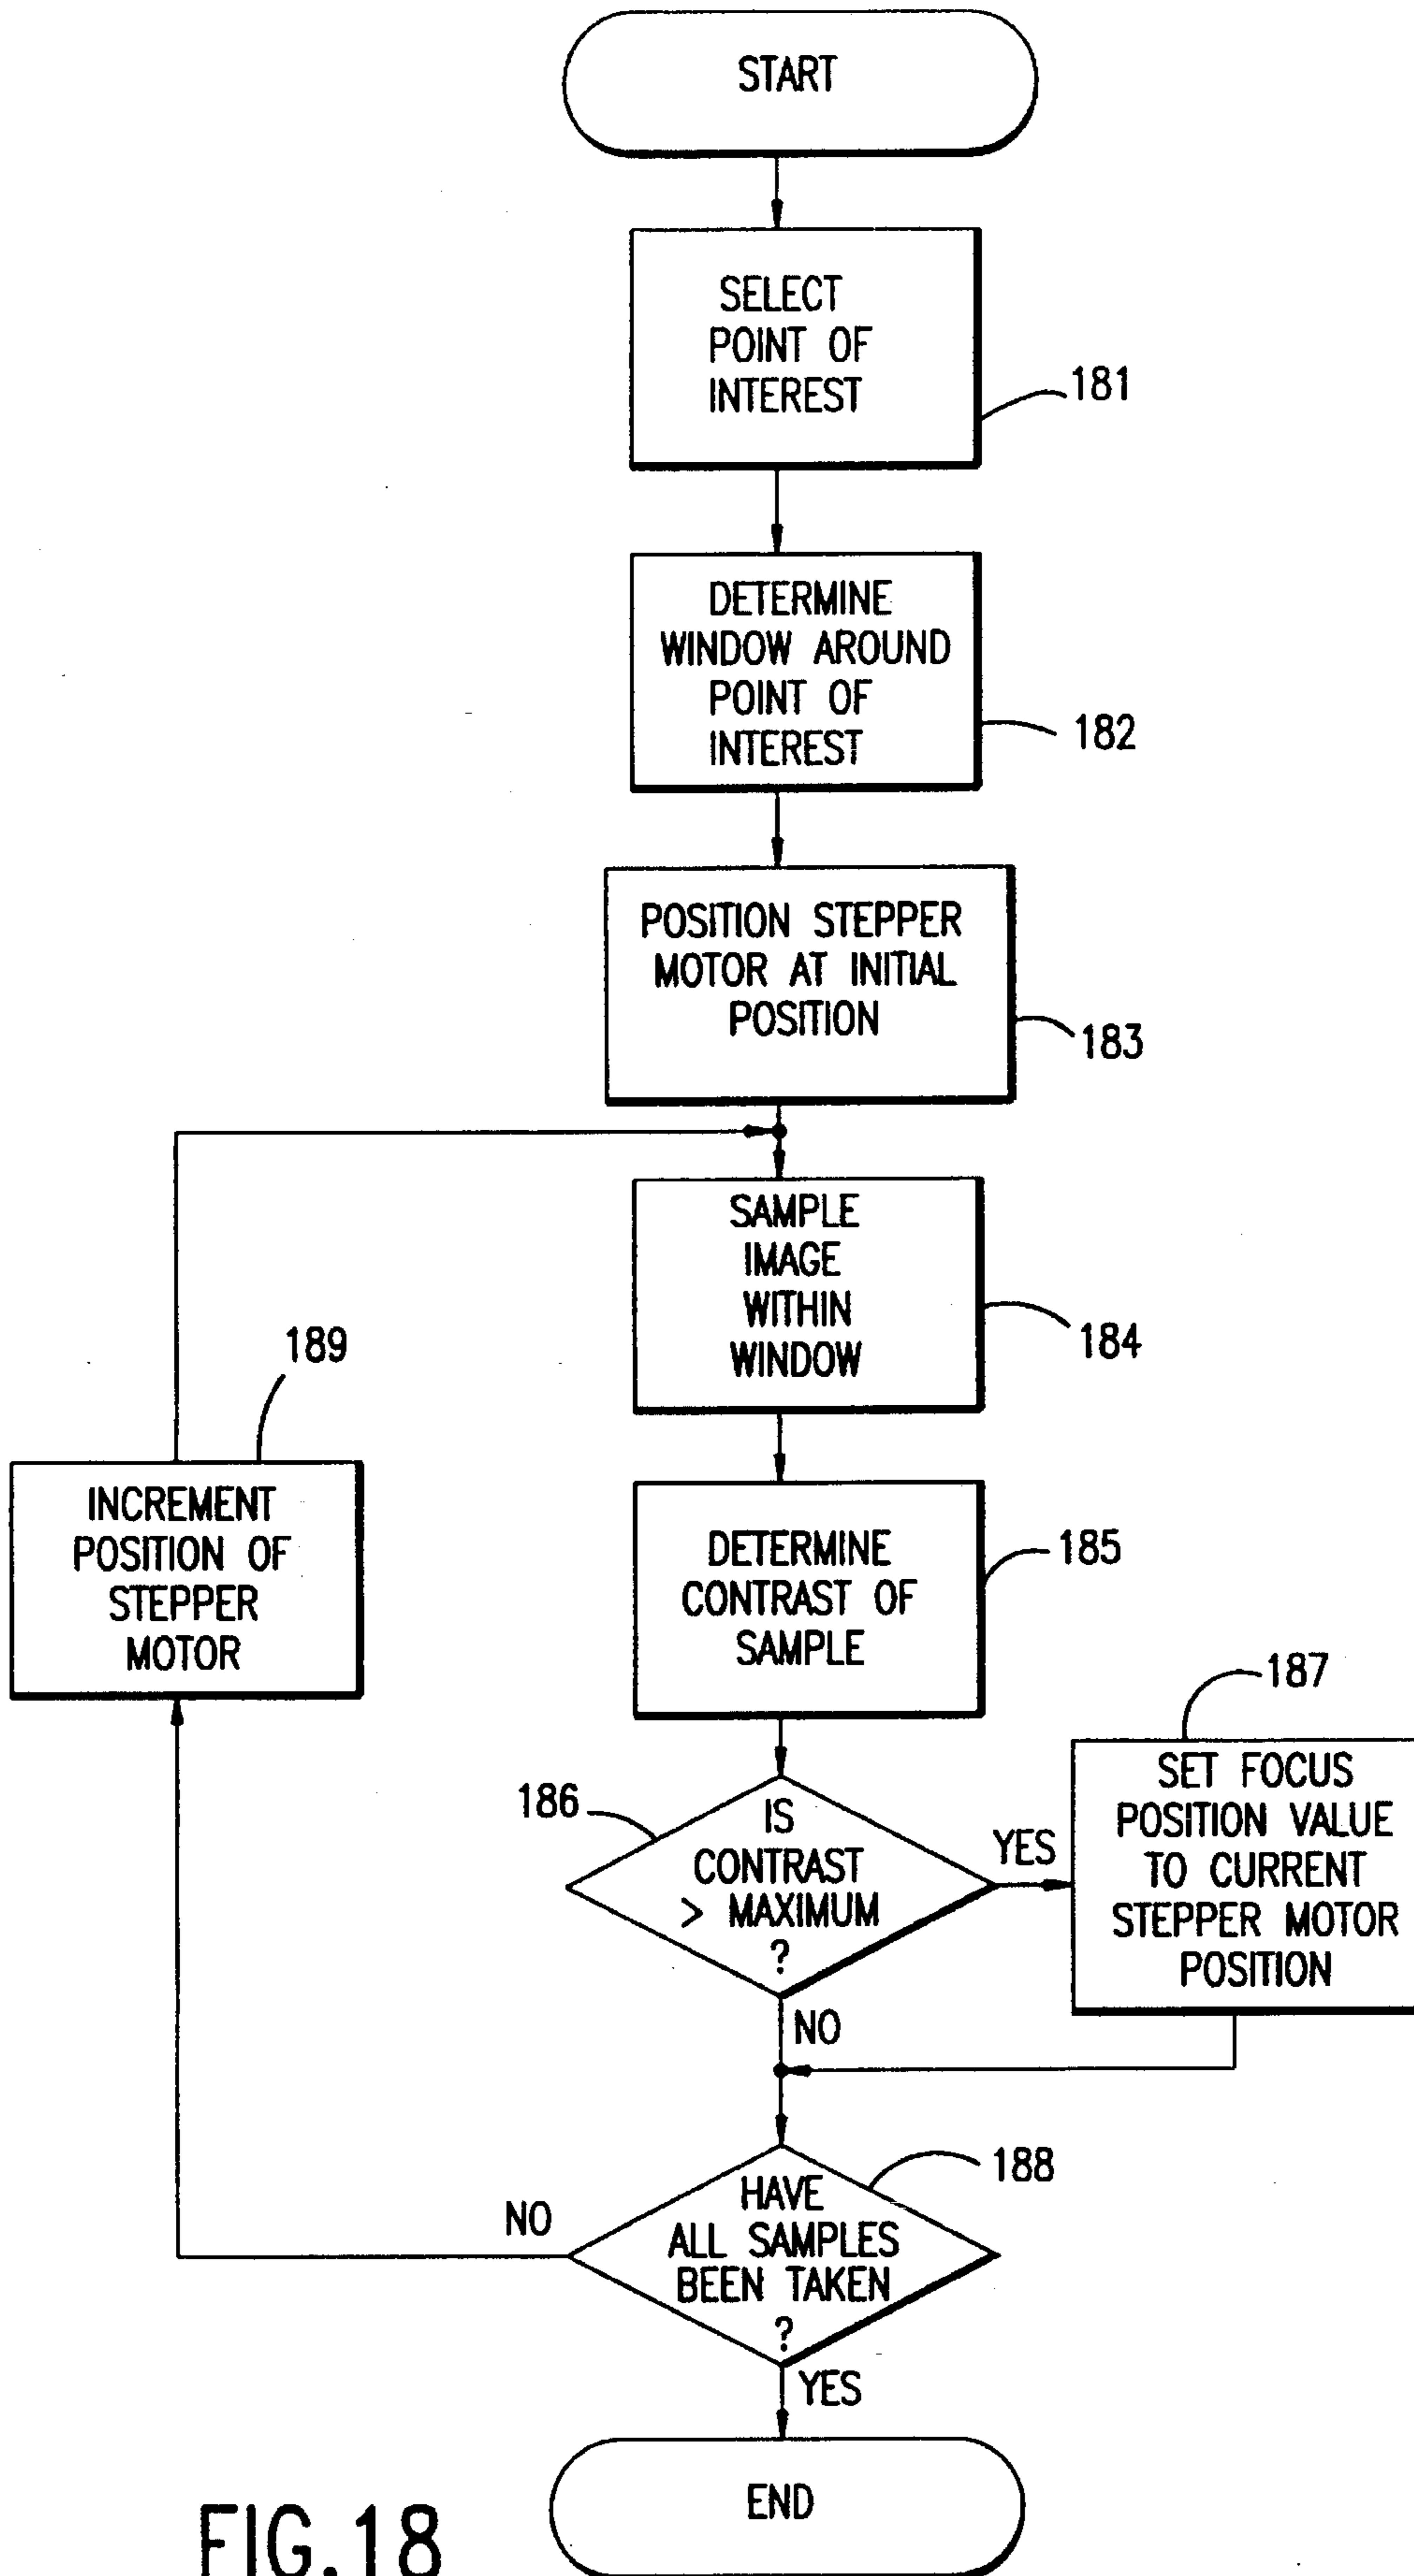 START
SELECT
POINT OF
INTEREST
181
DETERMINE
WINDOW AROUND
POINT OF
INTEREST
182
POSITION STEPPER
MOTOR AT INITIAL
POSITION
183
SAMPLE
IMAGE
WITHIN
WINDOW
184
189
INCREMENT
POSITION OF
STEPPER
MOTOR
DETERMINE
CONTRAST OF
SAMPLE
185
186
IS
CONTRAST
> MAXIMUM
?
YES
187
SET FOCUS
POSITION VALUE
TO CURRENT
STEPPER MOTOR
POSITION
NO
188
HAVE
ALL SAMPLES
BEEN TAKEN
?
NO
YES
END
FIG.18